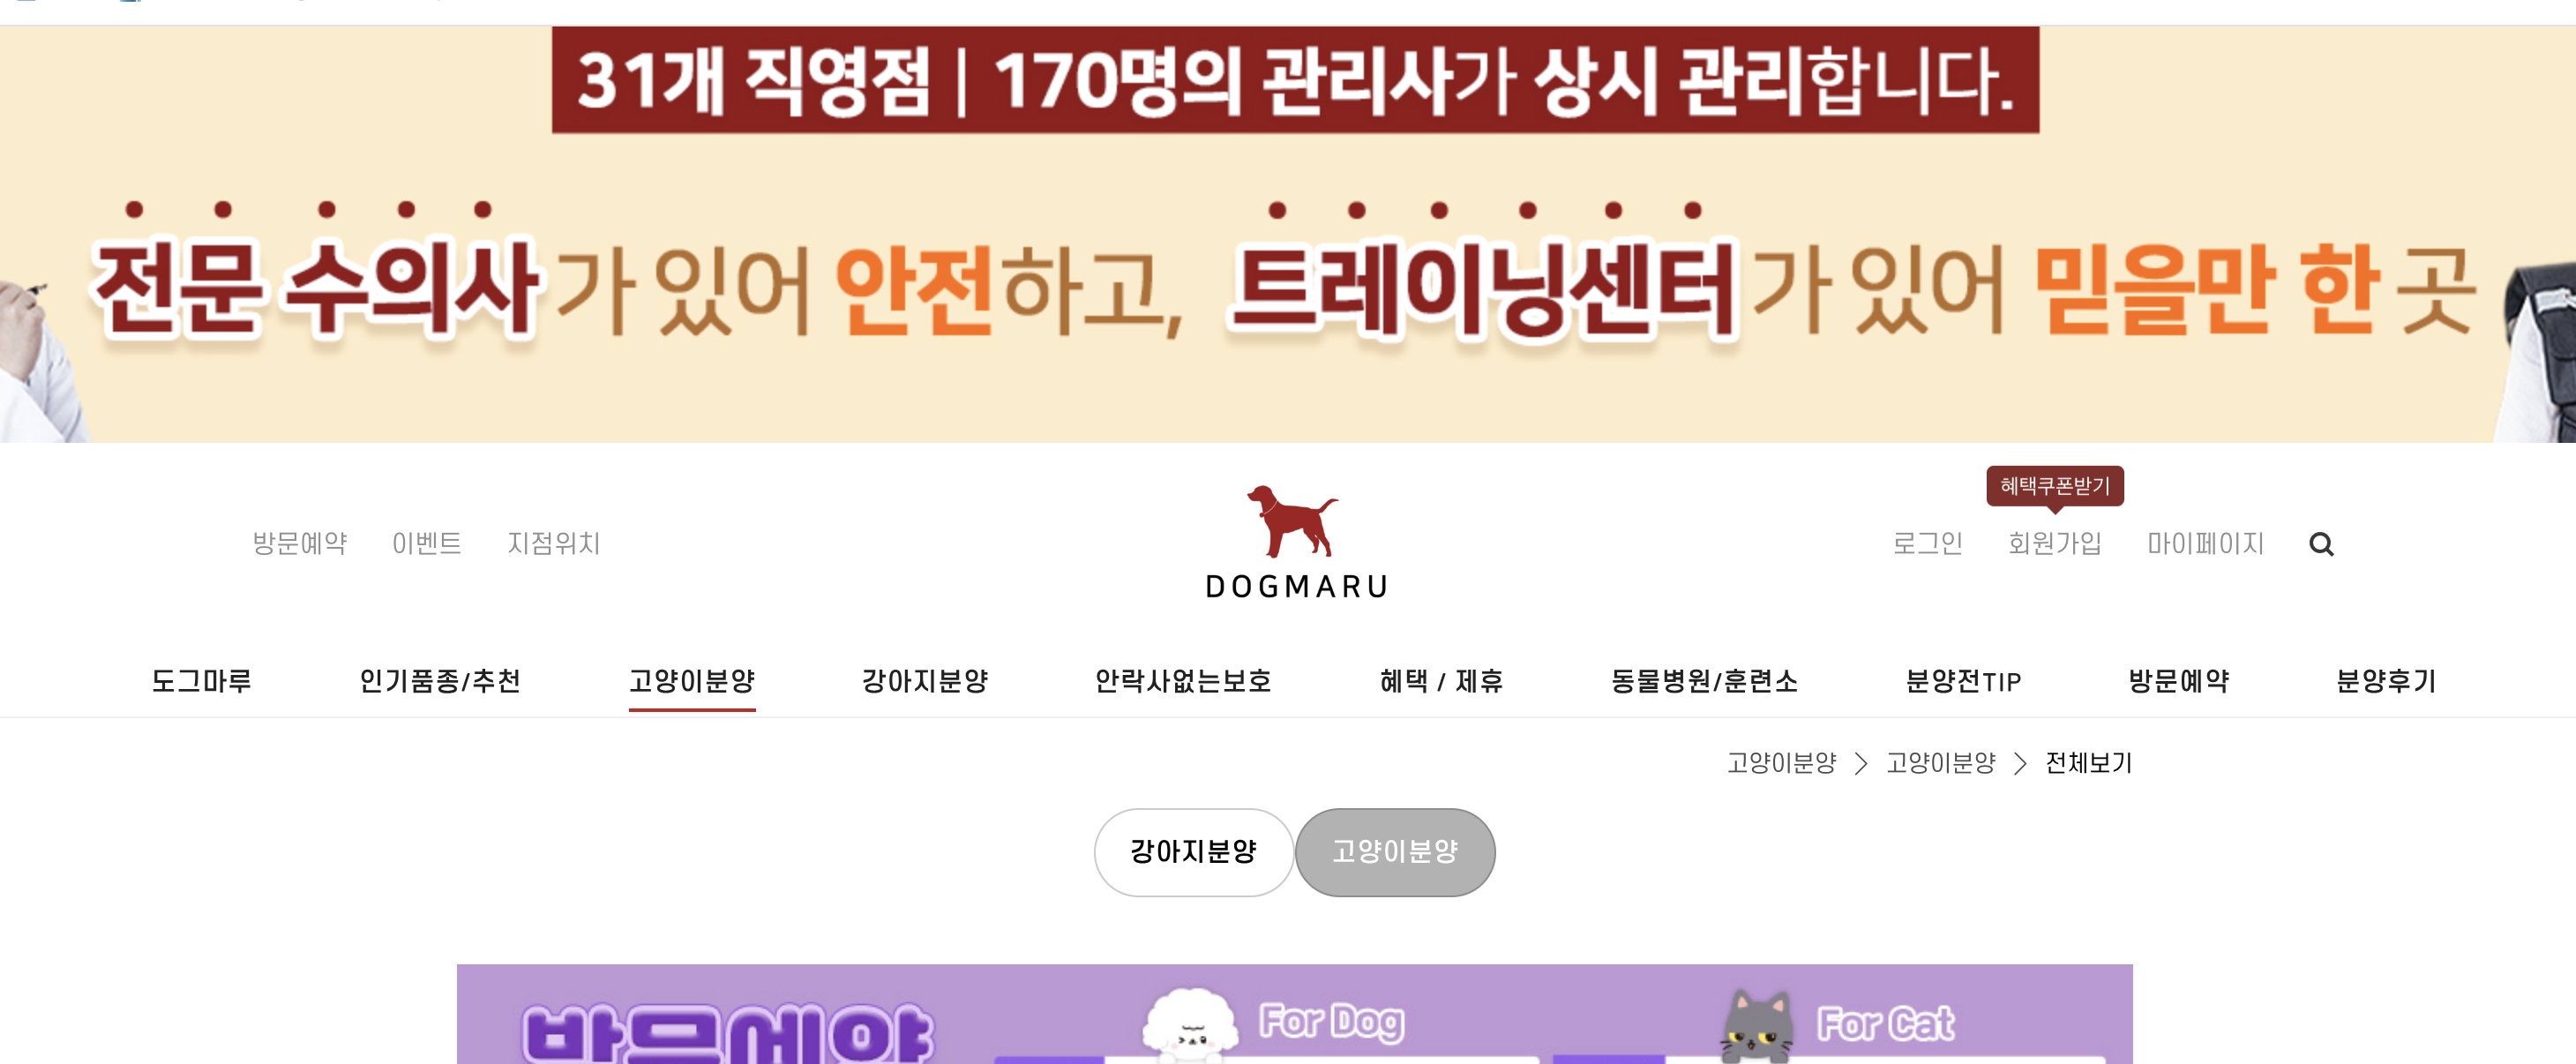 31개 직영점 | 170명의 관리사가 상시 관리합니다.
전문 수의사가 있어 안전하고, 트레이닝센터가 있어 믿을만 한 곳
혜택쿠폰받기
방문예약 이벤트 지점위치 로그인 회원가입 마이페이지
DOGMARU
도그마루 인기품종/추천 고양이분양 강아지분양 안락사없는보호 혜택 / 제휴 동물병원/훈련소 분양전TIP 방문예약 분양후기
고양이분양 > 고양이분양 > 전체보기
강아지분양 고양이분양
방문예약 For Dog For Cat